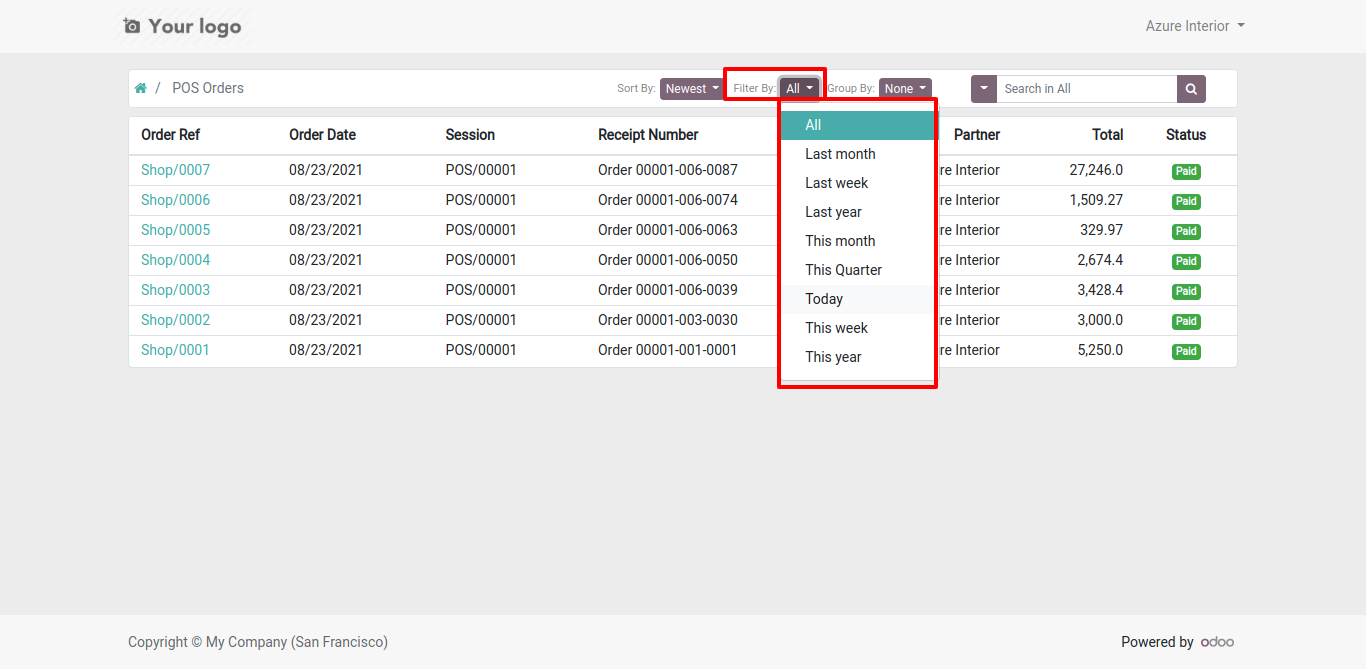 Your logo
Azure Interior
/ POS Orders
Sort By: Newest Filter By: All Group By: None Search in All
Order Ref Order Date Session Receipt Number Partner Total Status
Shop/0007 08/23/2021 POS/00001 Order 00001-006-0087 re Interior 27,246.0 Paid
Shop/0006 08/23/2021 POS/00001 Order 00001-006-0074 re Interior 1,509.27 Paid
Shop/0005 08/23/2021 POS/00001 Order 00001-006-0063 re Interior 329.97 Paid
Shop/0004 08/23/2021 POS/00001 Order 00001-006-0050 re Interior 2,674.4 Paid
Shop/0003 08/23/2021 POS/00001 Order 00001-006-0039 re Interior 3,428.4 Paid
Shop/0002 08/23/2021 POS/00001 Order 00001-003-0030 re Interior 3,000.0 Paid
Shop/0001 08/23/2021 POS/00001 Order 00001-001-0001 re Interior 5,250.0 Paid
All
Last month
Last week
Last year
This month
This Quarter
Today
This week
This year
Copyright © My Company (San Francisco)
Powered by odoo